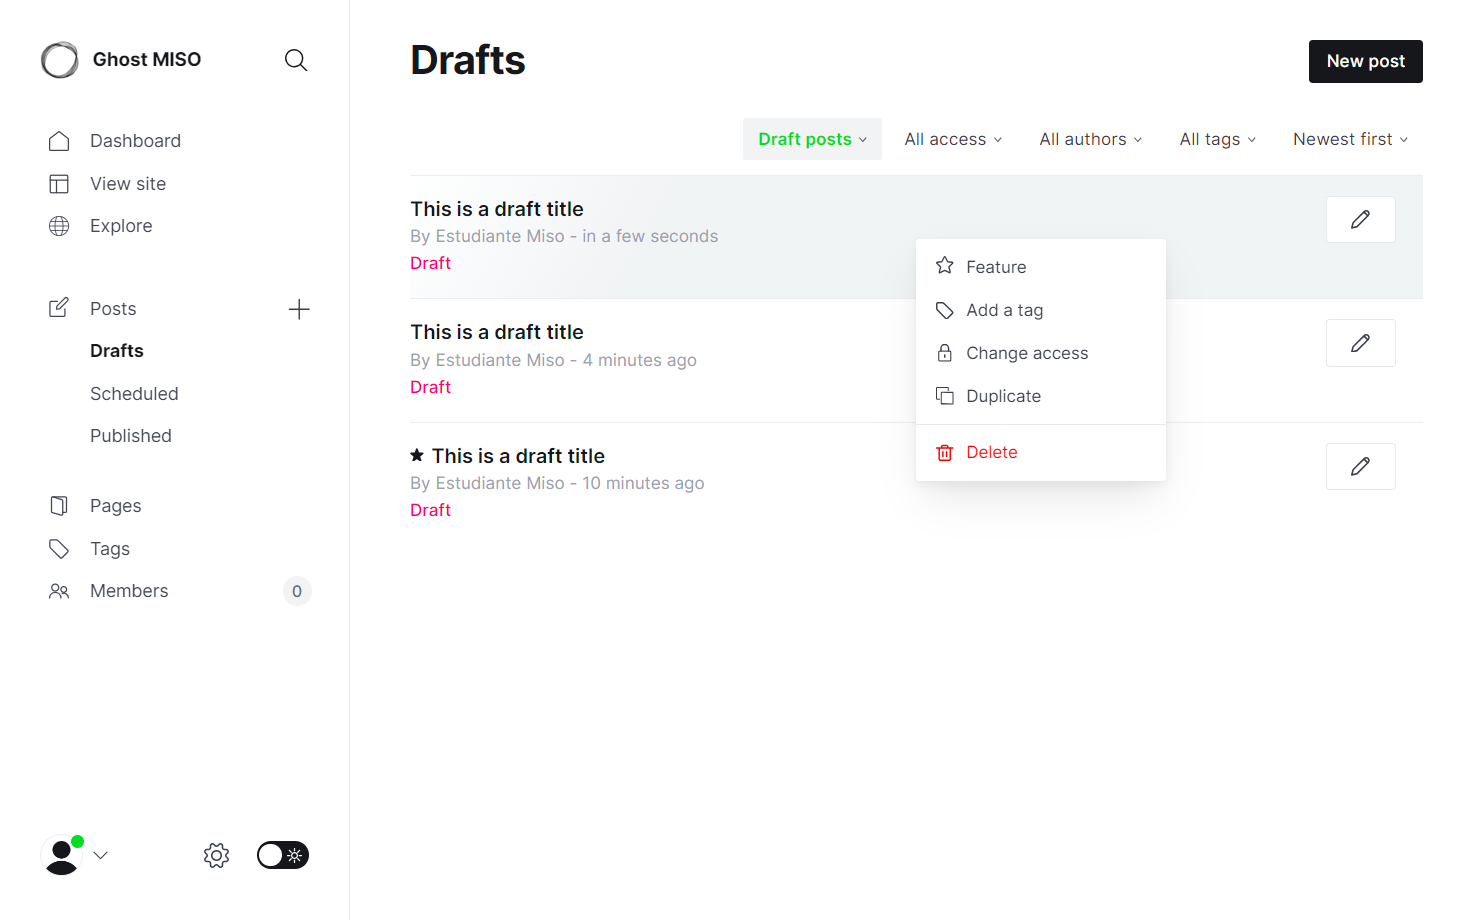 Ghost MISO
Dashboard
View site
Explore
Posts
Drafts
Scheduled
Published
Pages
Tags
Members
0
Drafts
New post
Draft posts
All access
All authors
All tags
Newest first
This is a draft title
By Estudiante Miso - in a few seconds
Draft
This is a draft title
By Estudiante Miso - 4 minutes ago
Draft
This is a draft title
By Estudiante Miso - 10 minutes ago
Draft
Feature
Add a tag
Change access
Duplicate
Delete